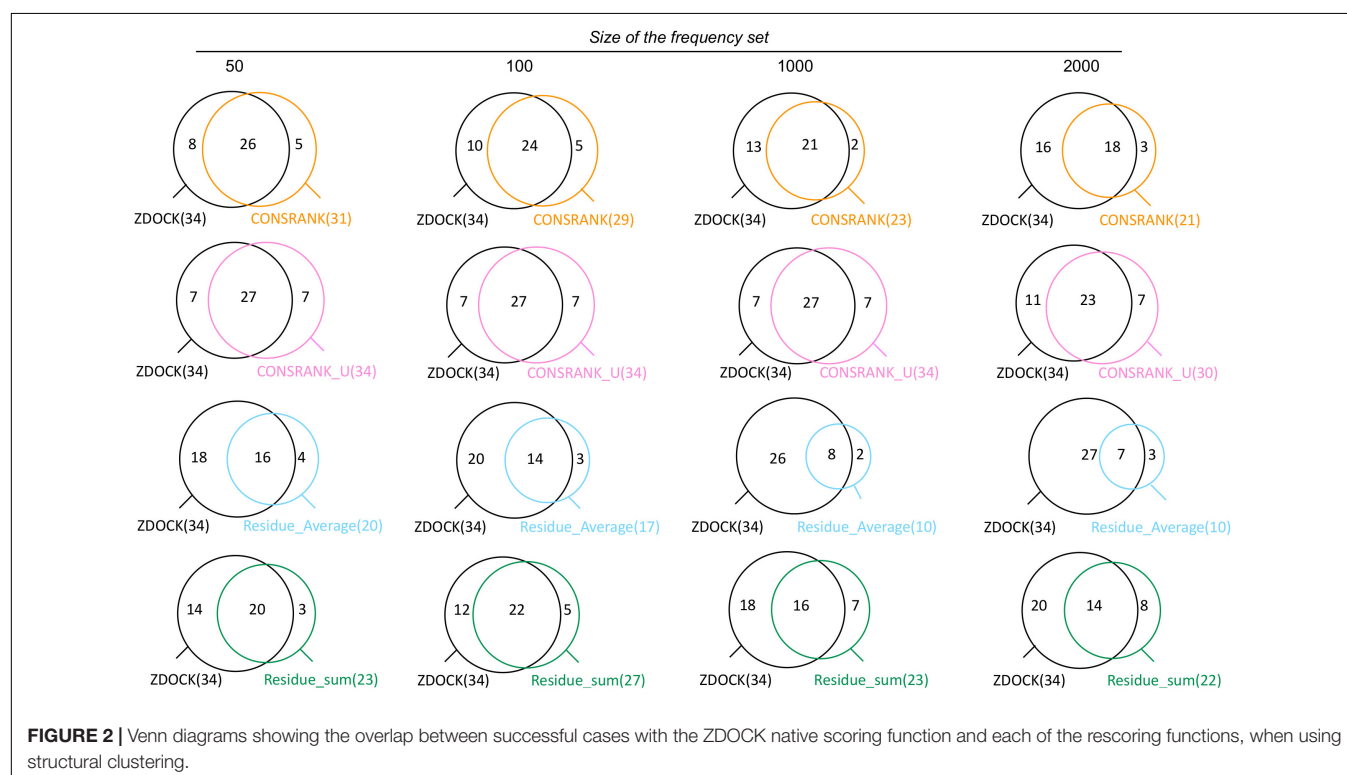 Size of the frequency set
50 100 1000 2000
8 26 5 10 24 5 13 21 2 16 18 3
ZDOCK(34) CONSRANK(31) ZDOCK(34) CONSRANK(29) ZDOCK(34) CONSRANK(23) ZDOCK(34) CONSRANK(21)
7 27 7 7 27 7 7 27 7 11 23 7
ZDOCK(34) CONSRANK_U(34) ZDOCK(34) CONSRANK_U(34) ZDOCK(34) CONSRANK_U(34) ZDOCK(34) CONSRANK_U(30)
18 16 4 20 14 3 26 8 2 27 7 3
ZDOCK(34) Residue_Average(20) ZDOCK(34) Residue_Average(17) ZDOCK(34) Residue_Average(10) ZDOCK(34) Residue_Average(10)
14 20 3 12 22 5 18 16 7 20 14 8
ZDOCK(34) Residue_sum(23) ZDOCK(34) Residue_sum(27) ZDOCK(34) Residue_sum(23) ZDOCK(34) Residue_sum(22)
FIGURE 2 | Venn diagrams showing the overlap between successful cases with the ZDOCK native scoring function and each of the rescoring functions, when using
structural clustering.